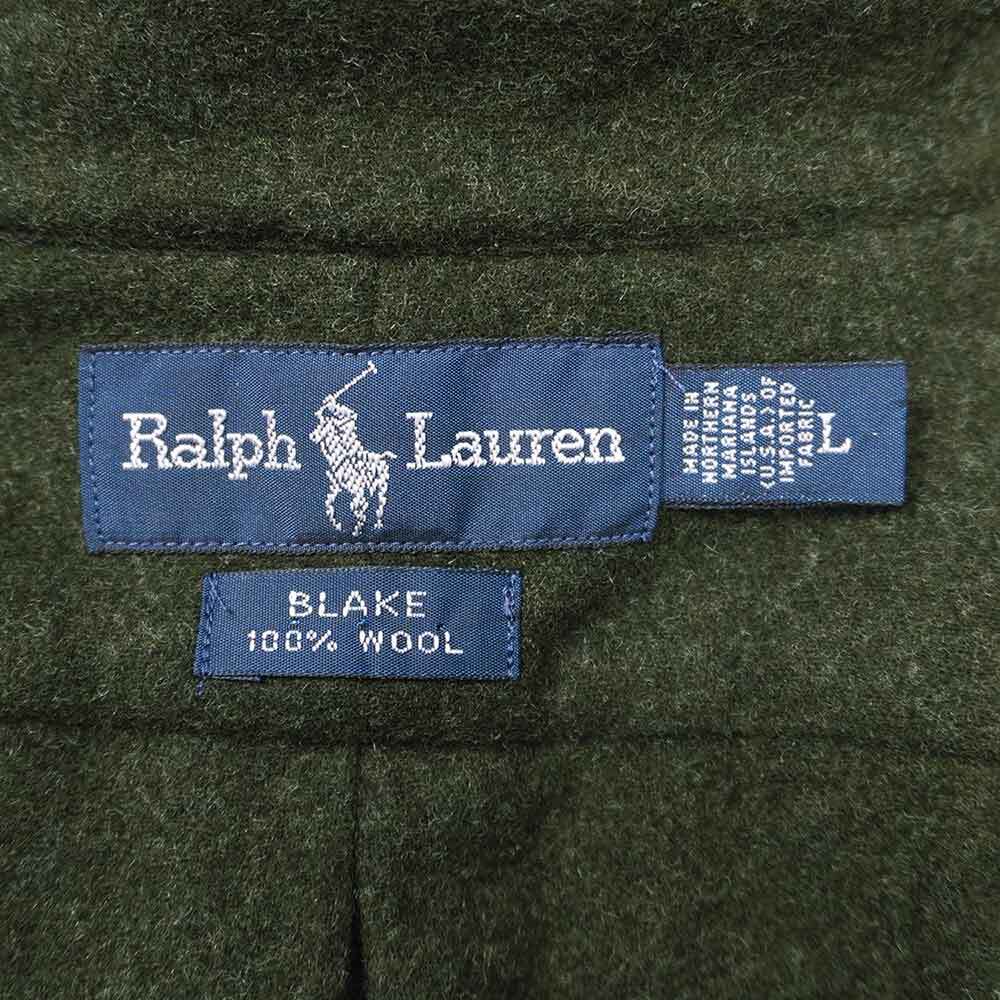 Ralph Lauren
MADE IN
NORTHERN
MARIANA
ISLANDS
(U.S.A.) OF
IMPORTED
FABRIC
L
BLAKE
100% WOOL